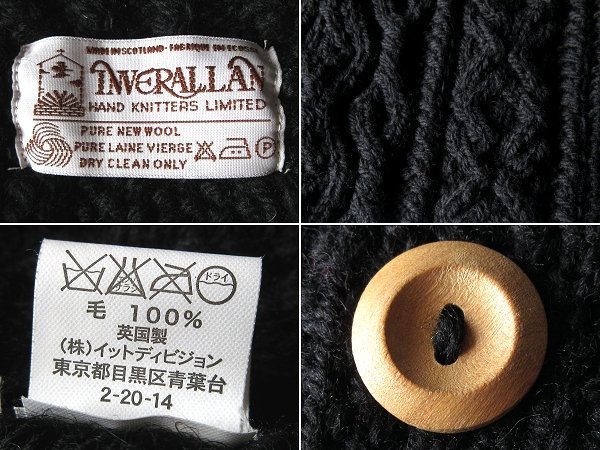 MADE IN SCOTLAND · FABRIQUÉ EN ECOSSE
INVERALLAN
HAND KNITTERS LIMITED
PURE NEW WOOL
PURE LAINE VIERGE P
DRY CLEAN ONLY
ドライ
毛 100%
英国製
(株)イットディビジョン
東京都目黒区青葉台
2-20-14